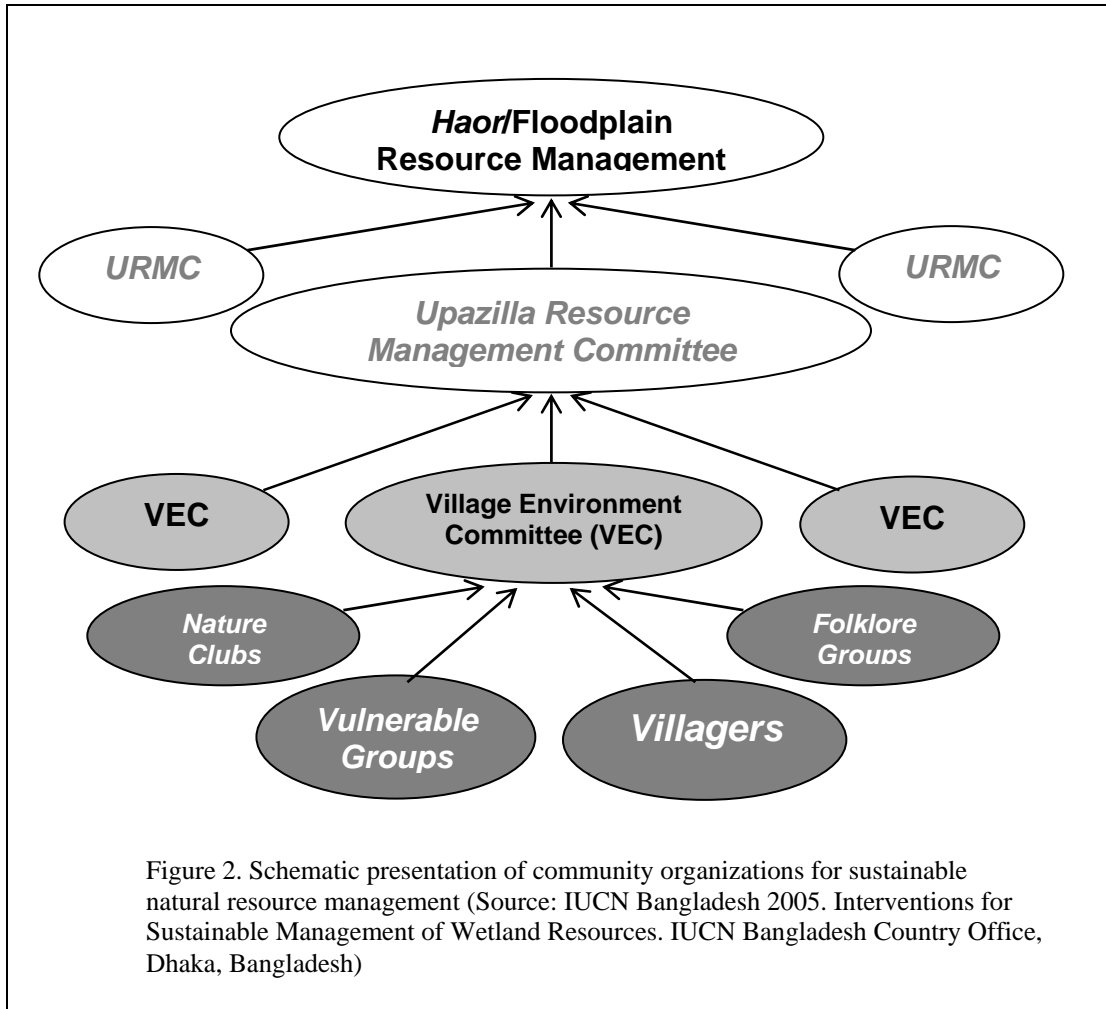 Haor/Floodplain
Resource Management
URMC
URMC
Upazilla Resource
Management Committee
VEC
Village Environment
Committee (VEC)
VEC
Nature
Clubs
Folklore
Groups
Vulnerable
Groups
Villagers
Figure 2. Schematic presentation of community organizations for sustainable
natural resource management (Source: IUCN Bangladesh 2005. Interventions for
Sustainable Management of Wetland Resources. IUCN Bangladesh Country Office,
Dhaka, Bangladesh)